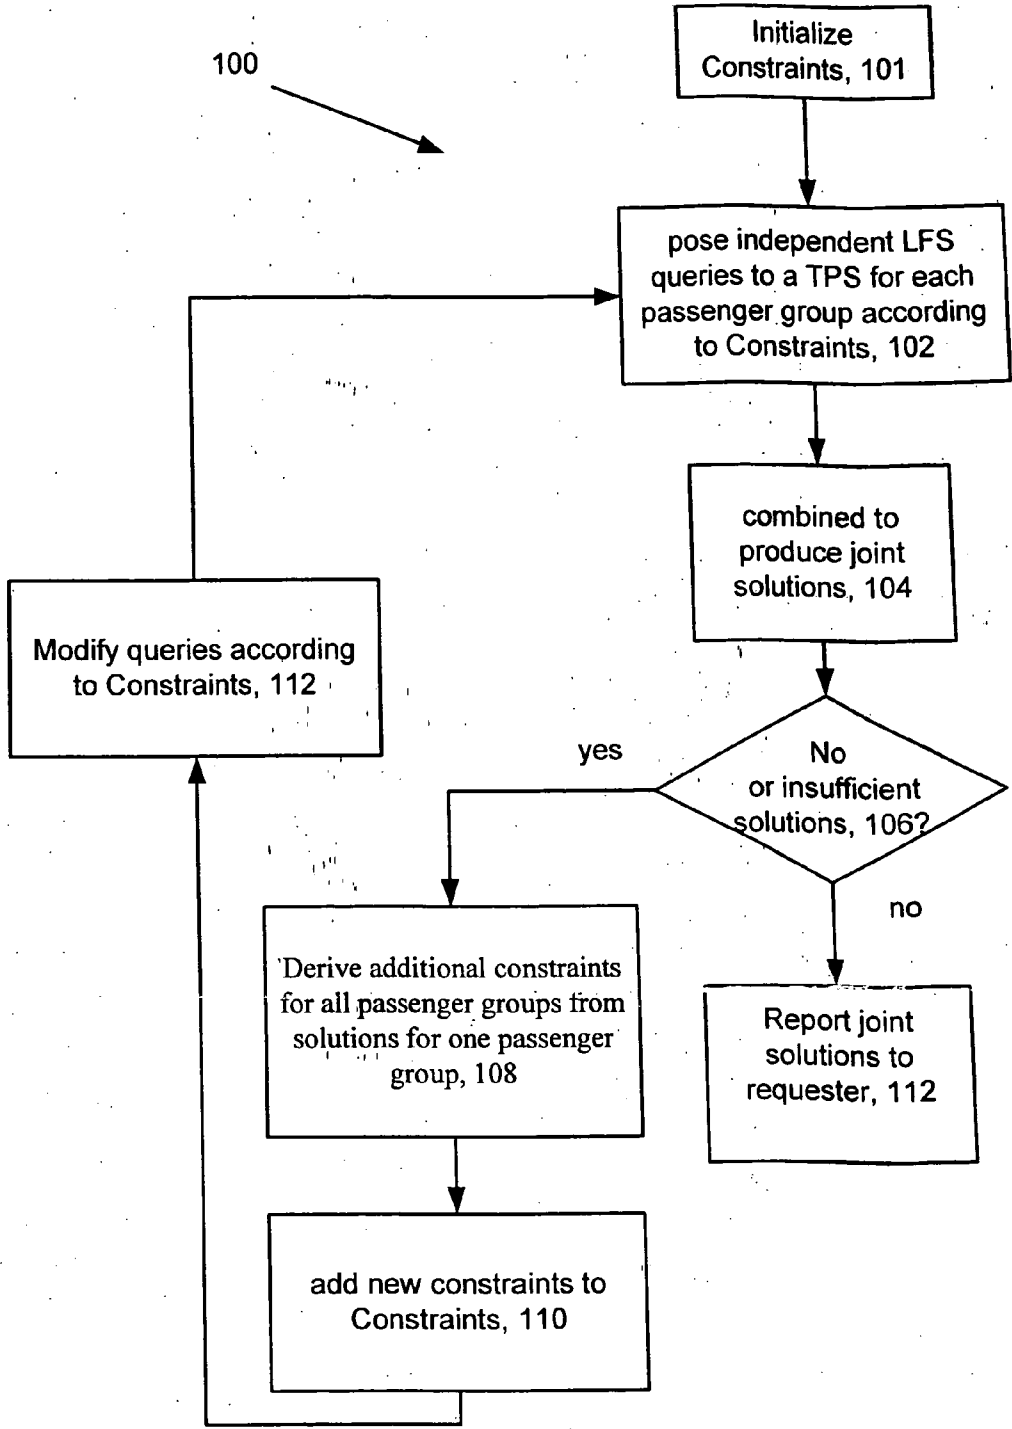 100
Initialize
Constraints, 101
pose independent LFS
queries to a TPS for each
passenger group according
to Constraints, 102
combined to
produce joint
solutions, 104
Modify queries according
to Constraints, 112
yes
No
or insufficient
solutions, 106?
no
Derive additional constraints
for all passenger groups from
solutions for one passenger
group, 108
Report joint
solutions to
requester, 112
add new constraints to
Constraints, 110